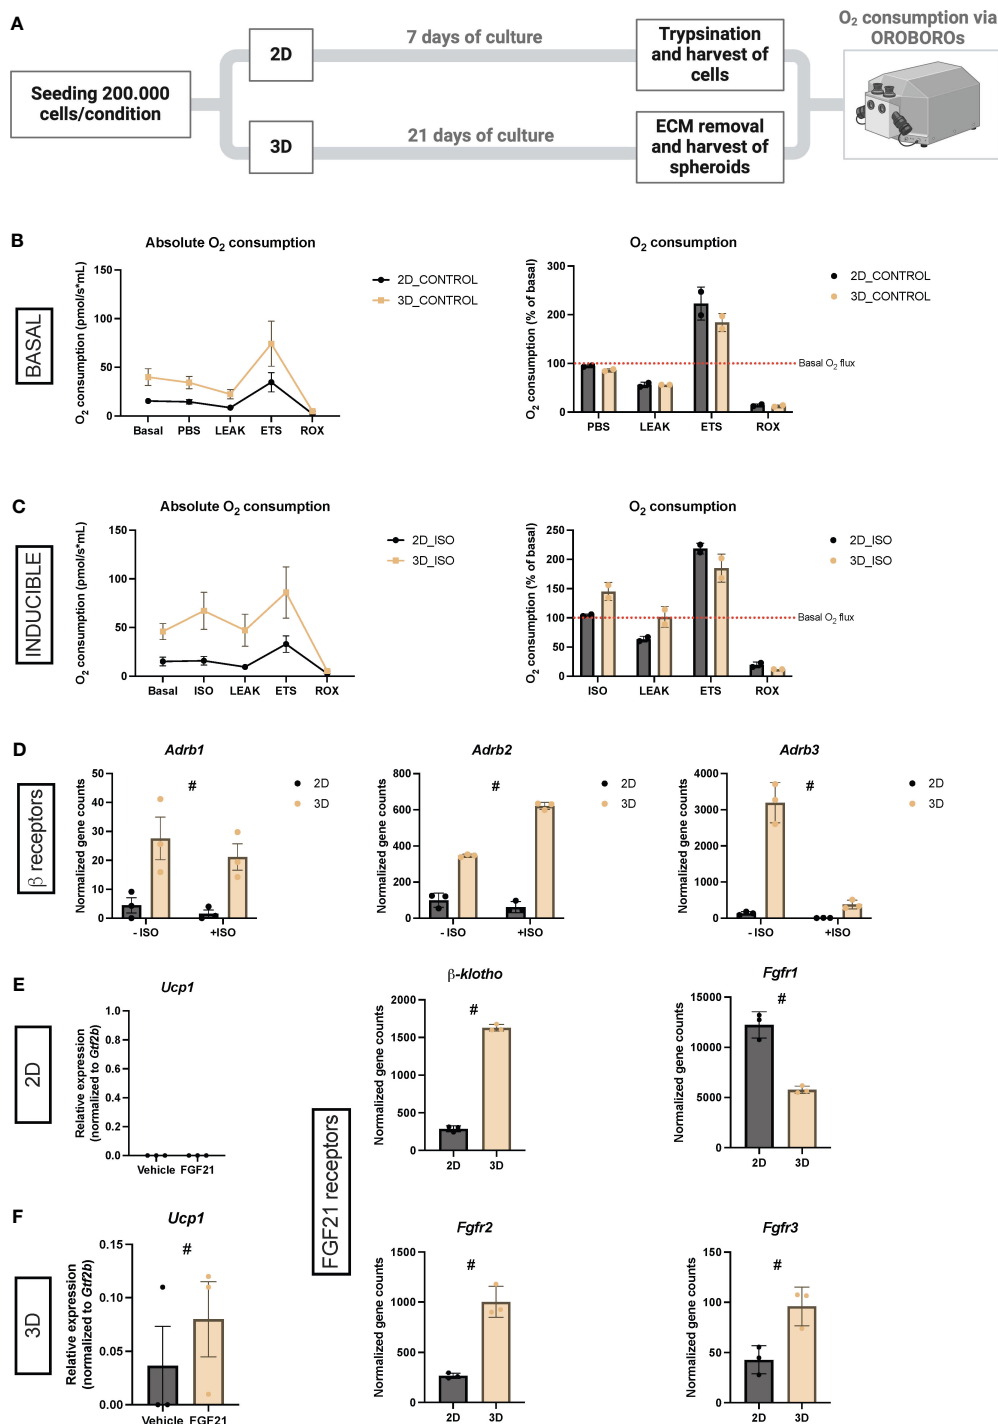 A
Seeding 200.000
cells/condition
2D
7 days of culture
Trypsination
and harvest of
cells
3D
21 days of culture
ECM removal
and harvest of
spheroids
O2 consumption via
OROBOROs
B
BASAL
Absolute O2 consumption
O2 consumption (pmol/s*mL)
150
100
50
0
Basal PBS LEAK ETS ROX
2D_CONTROL
3D_CONTROL
O2 consumption
O2 consumption (% of basal)
300
200
100
0
PBS LEAK ETS ROX
2D_CONTROL
3D_CONTROL
Basal O2 flux
C
INDUCIBLE
Absolute O2 consumption
O2 consumption (pmol/s*mL)
150
100
50
0
Basal ISO LEAK ETS ROX
2D_ISO
3D_ISO
O2 consumption
O2 consumption (% of basal)
250
200
150
100
50
0
ISO LEAK ETS ROX
2D_ISO
3D_ISO
Basal O2 flux
D
β receptors
Adrb1
Normalized gene counts
50
40
30
20
10
0
#
- ISO +ISO
2D
3D
Adrb2
Normalized gene counts
800
600
400
200
0
#
- ISO +ISO
2D
3D
Adrb3
Normalized gene counts
4000
3000
2000
1000
0
#
- ISO +ISO
2D
3D
E
2D
Ucp1
Relative expression
(normalized to Gtf2b)
1.0
0.8
0.6
0.4
0.2
0.0
Vehicle FGF21
FGF21 receptors
β-klotho
Normalized gene counts
2000
1500
1000
500
0
#
2D 3D
Fgfr1
Normalized gene counts
15000
10000
5000
0
#
2D 3D
F
3D
Ucp1
Relative expression
(normalized to Gtf2b)
0.15
0.10
0.05
0.00
#
Vehicle FGF21
Fgfr2
Normalized gene counts
1500
1000
500
0
#
2D 3D
Fgfr3
Normalized gene counts
150
100
50
0
#
2D 3D